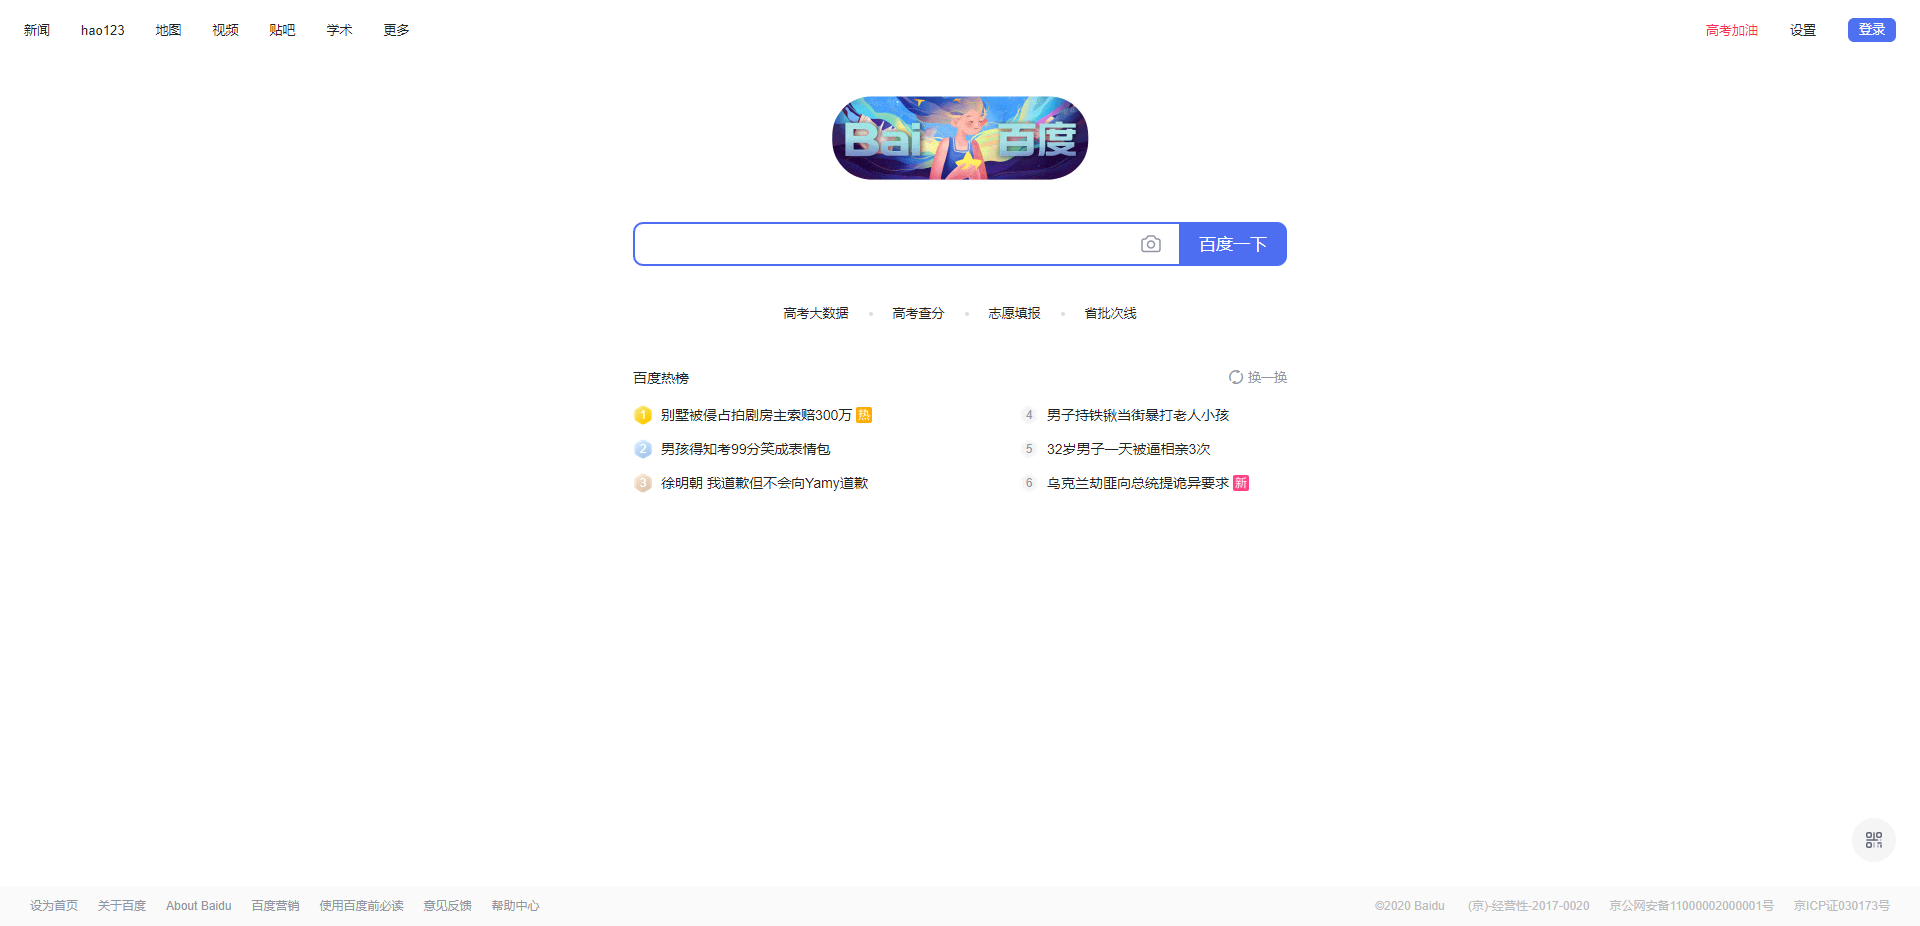 新闻 hao123 地图 视频 贴吧 学术 更多 高考加油 设置 登录
Bai 百度
百度一下
高考大数据 高考查分 志愿填报 省批次线
百度热榜 换一换
1 别墅被侵占拍剧房主索赔300万 热
2 男孩得知考99分笑成表情包
3 徐明朝 我道歉但不会向Yamy道歉
4 男子持铁锹当街暴打老人小孩
5 32岁男子一天被逼相亲3次
6 乌克兰劫匪向总统提诡异要求 新
设为首页 关于百度 About Baidu 百度营销 使用百度前必读 意见反馈 帮助中心 ©2020 Baidu (京)-经营性-2017-0020 京公网安备11000002000001号 京ICP证030173号